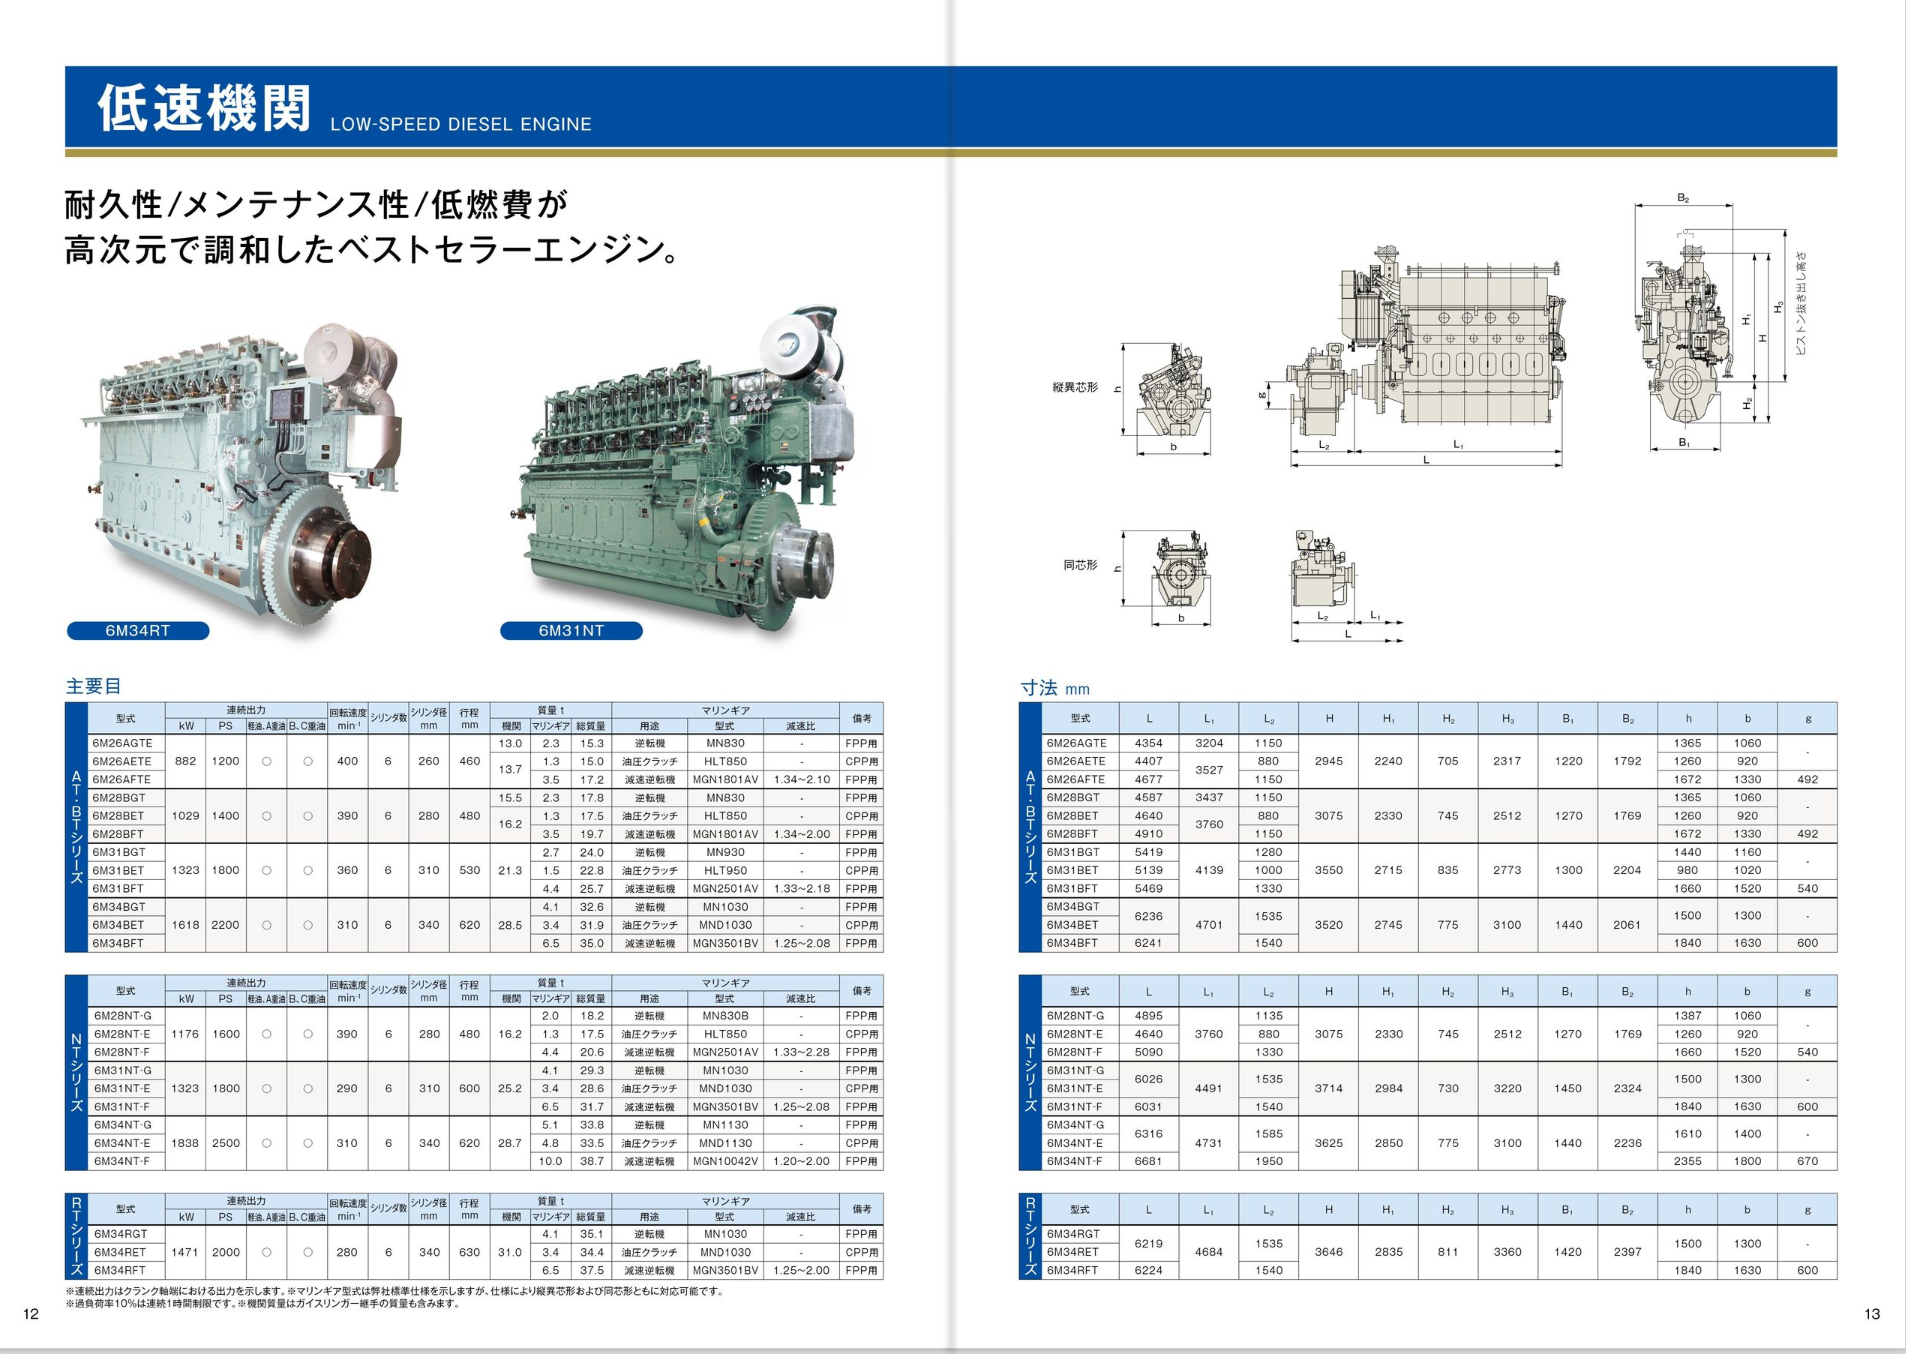 低速機関 LOW-SPEED DIESEL ENGINE
耐久性/メンテナンス性/低燃費が
高次元で調和したベストセラーエンジン。
6M34RT
6M31NT
主要目
AT・BTシリーズ
型式 連続出力 回転速度 min⁻¹ シリンダ数 シリンダ径 mm 行程 mm 質量 t マリンギア 備考
kW PS 軽油、A重油 B、C重油 機関 マリンギア 総質量 用途 型式 減速比
6M26AGTE 13.0 2.3 15.3 逆転機 MN830 - FPP用
6M26AETE 882 1200 ○ ○ 400 6 260 460 13.7 1.3 15.0 油圧クラッチ HLT850 - CPP用
6M26AFTE 3.5 17.2 減速逆転機 MGN1801AV 1.34～2.10 FPP用
6M28BGT 15.5 2.3 17.8 逆転機 MN830 - FPP用
6M28BET 1029 1400 ○ ○ 390 6 280 480 16.2 1.3 17.5 油圧クラッチ HLT850 - CPP用
6M28BFT 3.5 19.7 減速逆転機 MGN1801AV 1.34～2.00 FPP用
6M31BGT 2.7 24.0 逆転機 MN930 - FPP用
6M31BET 1323 1800 ○ ○ 360 6 310 530 21.3 1.5 22.8 油圧クラッチ HLT950 - CPP用
6M31BFT 4.4 25.7 減速逆転機 MGN2501AV 1.33～2.18 FPP用
6M34BGT 4.1 32.6 逆転機 MN1030 - FPP用
6M34BET 1618 2200 ○ ○ 310 6 340 620 28.5 3.4 31.9 油圧クラッチ MND1030 - CPP用
6M34BFT 6.5 35.0 減速逆転機 MGN3501BV 1.25～2.08 FPP用
NTシリーズ
型式 連続出力 回転速度 min⁻¹ シリンダ数 シリンダ径 mm 行程 mm 質量 t マリンギア 備考
kW PS 軽油、A重油 B、C重油 機関 マリンギア 総質量 用途 型式 減速比
6M28NT-G 2.0 18.2 逆転機 MN830B - FPP用
6M28NT-E 1176 1600 ○ ○ 390 6 280 480 16.2 1.3 17.5 油圧クラッチ HLT850 - CPP用
6M28NT-F 4.4 20.6 減速逆転機 MGN2501AV 1.33～2.28 FPP用
6M31NT-G 4.1 29.3 逆転機 MN1030 - FPP用
6M31NT-E 1323 1800 ○ ○ 290 6 310 600 25.2 3.4 28.6 油圧クラッチ MND1030 - CPP用
6M31NT-F 6.5 31.7 減速逆転機 MGN3501BV 1.25～2.08 FPP用
6M34NT-G 5.1 33.8 逆転機 MN1130 - FPP用
6M34NT-E 1838 2500 ○ ○ 310 6 340 620 28.7 4.8 33.5 油圧クラッチ MND1130 - CPP用
6M34NT-F 10.0 38.7 減速逆転機 MGN10042V 1.20～2.00 FPP用
RTシリーズ
型式 連続出力 回転速度 min⁻¹ シリンダ数 シリンダ径 mm 行程 mm 質量 t マリンギア 備考
kW PS 軽油、A重油 B、C重油 機関 マリンギア 総質量 用途 型式 減速比
6M34RGT 4.1 35.1 逆転機 MN1030 - FPP用
6M34RET 1471 2000 ○ ○ 280 6 340 630 31.0 3.4 34.4 油圧クラッチ MND1030 - CPP用
6M34RFT 6.5 37.5 減速逆転機 MGN3501BV 1.25～2.00 FPP用
※連続出力はクランク軸端における出力を示します。※マリンギア型式は弊社標準仕様を示しますが、仕様により縦異芯形および同芯形ともに対応可能です。
※過負荷率10%は連続1時間制限です。※機関質量はガイスリンガー継手の質量も含みます。
12
縦異芯形
h
b
g
L₂
L₁
L
B₂
H₁
H
H₃
H₂
B₁
ピストン抜き出し高さ
同芯形
h
b
L₂
L₁
L
寸法 mm
AT・BTシリーズ
型式 L L₁ L₂ H H₁ H₂ H₃ B₁ B₂ h b g
6M26AGTE 4354 3204 1150 1365 1060 -
6M26AETE 4407 3527 880 2945 2240 705 2317 1220 1792 1260 920
6M26AFTE 4677 1150 1672 1330 492
6M28BGT 4587 3437 1150 1365 1060 -
6M28BET 4640 3760 880 3075 2330 745 2512 1270 1769 1260 920
6M28BFT 4910 1150 1672 1330 492
6M31BGT 5419 1280 1440 1160 -
6M31BET 5139 4139 1000 3550 2715 835 2773 1300 2204 980 1020
6M31BFT 5469 1330 1660 1520 540
6M34BGT 6236 1535 1500 1300 -
6M34BET 4701 3520 2745 775 3100 1440 2061
6M34BFT 6241 1540 1840 1630 600
NTシリーズ
型式 L L₁ L₂ H H₁ H₂ H₃ B₁ B₂ h b g
6M28NT-G 4895 1135 1387 1060 -
6M28NT-E 4640 3760 880 3075 2330 745 2512 1270 1769 1260 920
6M28NT-F 5090 1330 1660 1520 540
6M31NT-G 6026 1535 1500 1300 -
6M31NT-E 4491 3714 2984 730 3220 1450 2324
6M31NT-F 6031 1540 1840 1630 600
6M34NT-G 6316 1585 1610 1400 -
6M34NT-E 4731 3625 2850 775 3100 1440 2236
6M34NT-F 6681 1950 2355 1800 670
RTシリーズ
型式 L L₁ L₂ H H₁ H₂ H₃ B₁ B₂ h b g
6M34RGT 6219 1535 1500 1300 -
6M34RET 4684 3646 2835 811 3360 1420 2397
6M34RFT 6224 1540 1840 1630 600
13